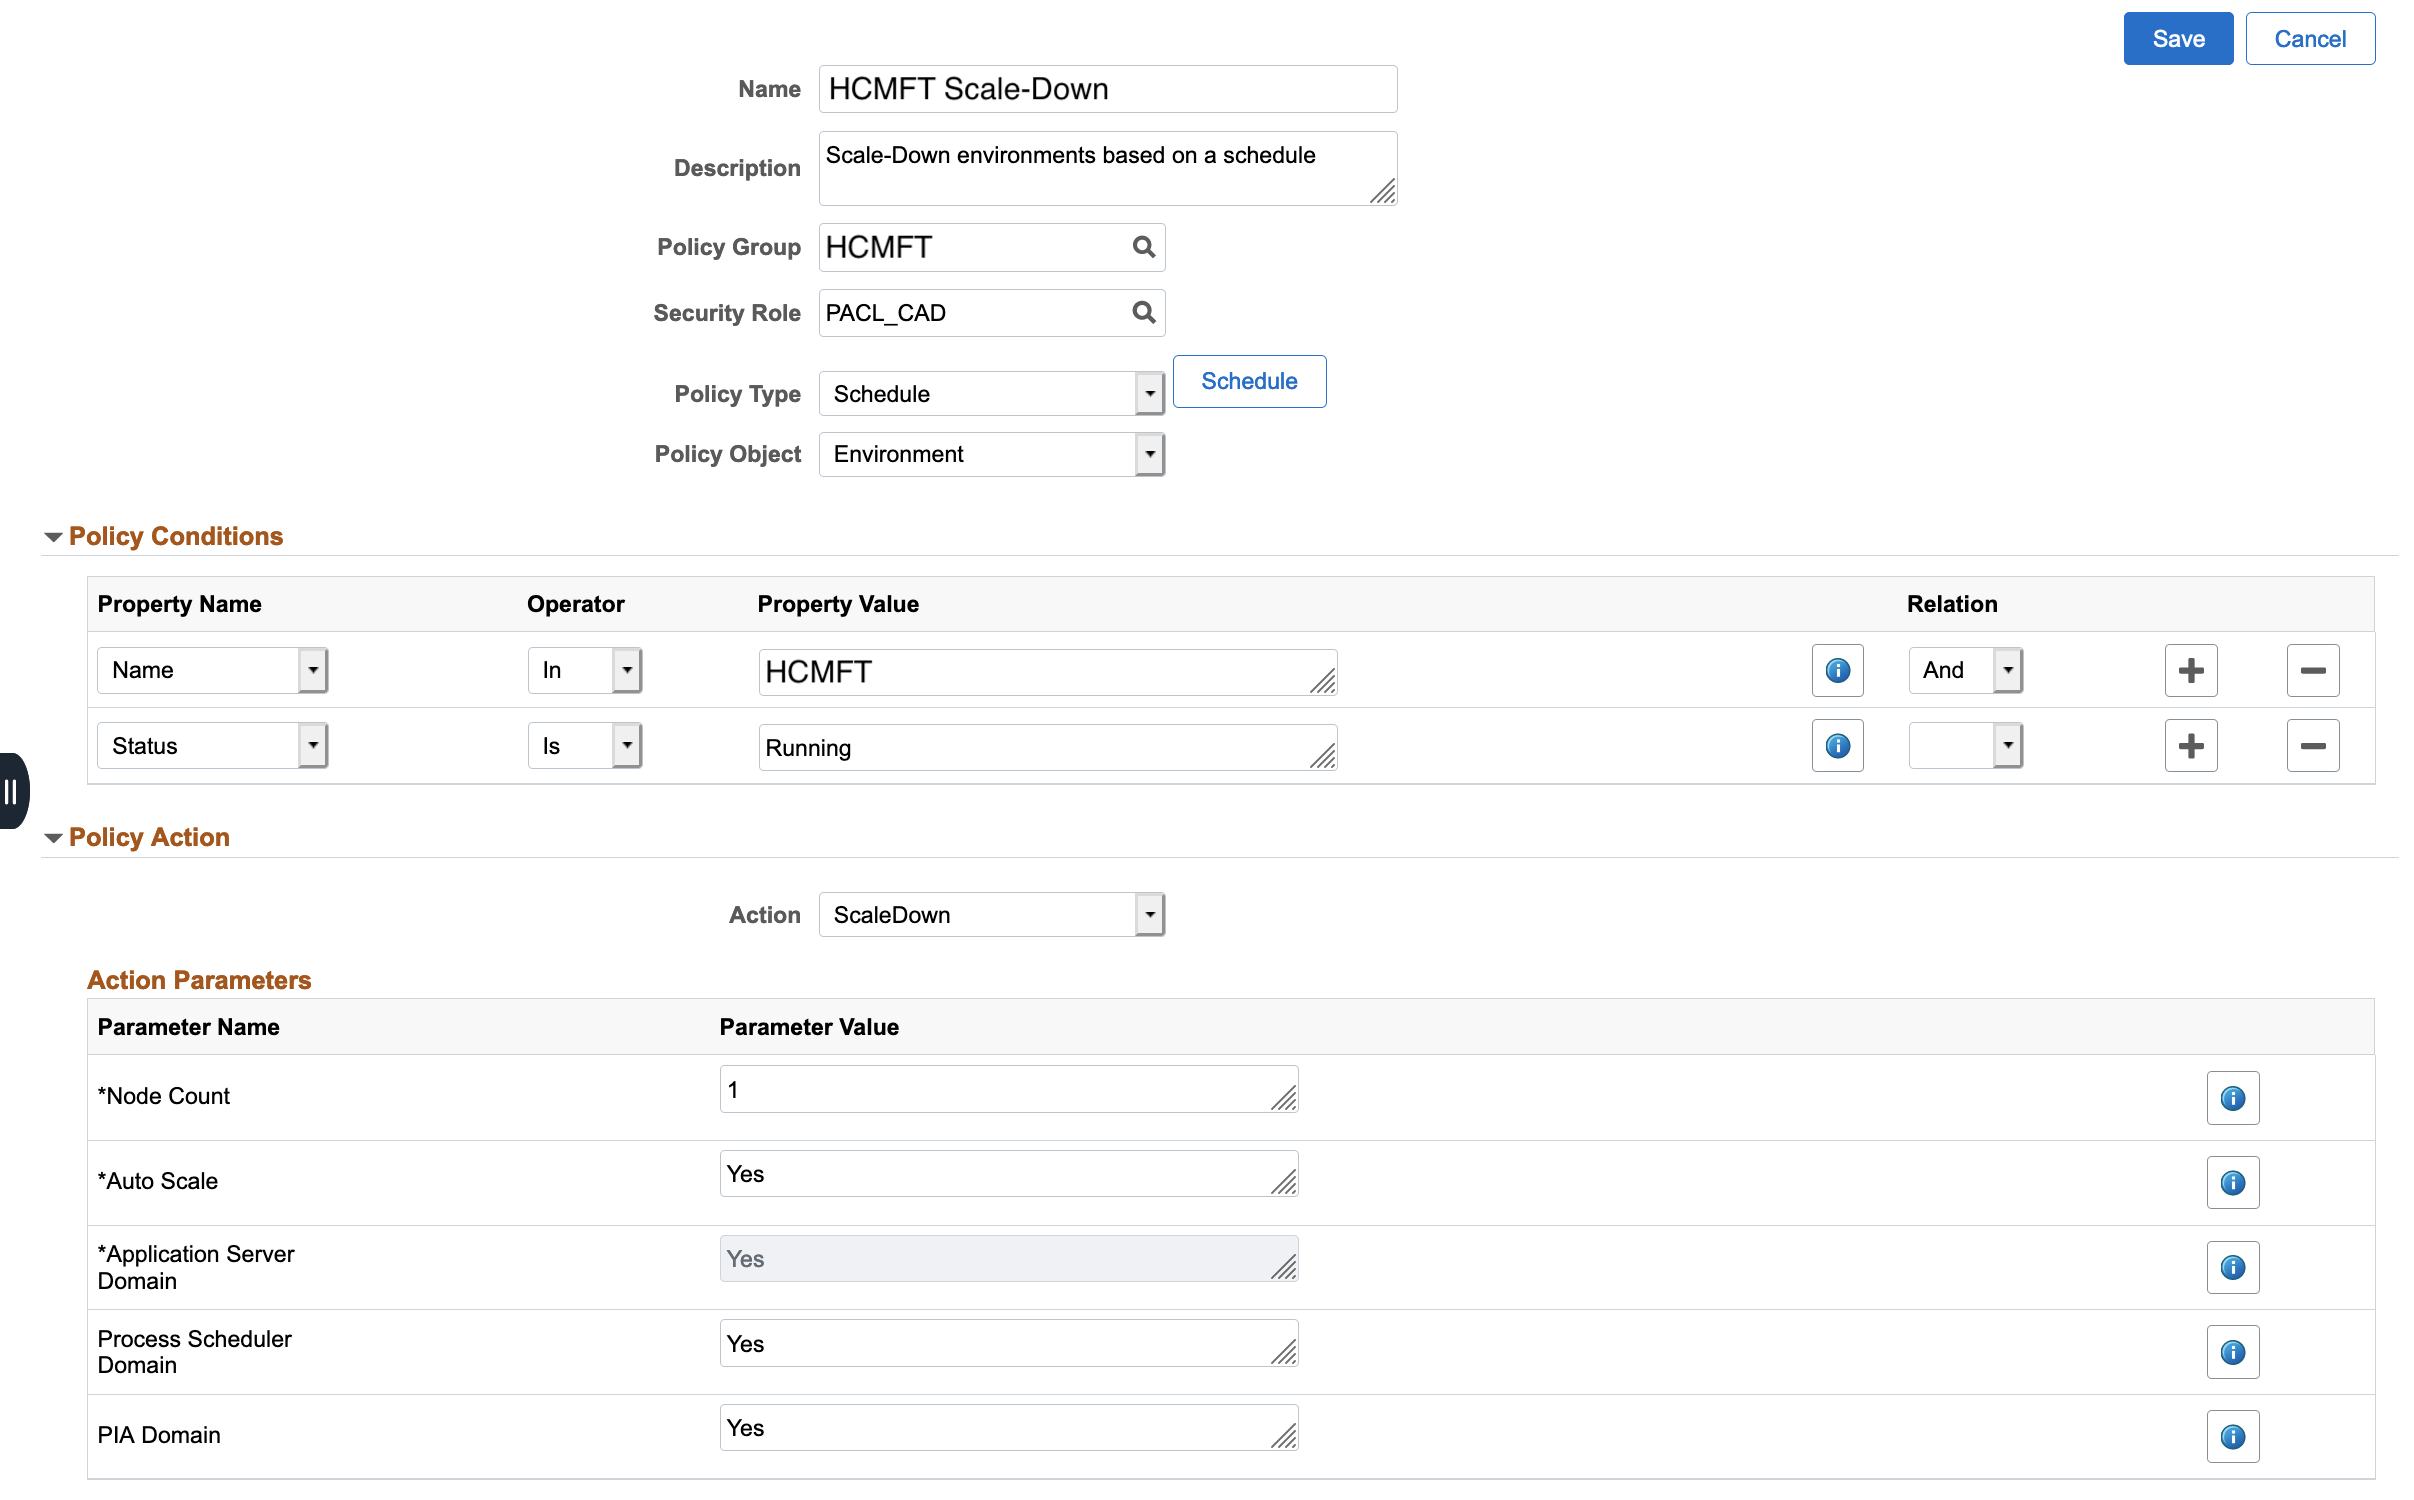 Save Cancel
Name HCMFT Scale-Down
Description Scale-Down environments based on a schedule
Policy Group HCMFT
Security Role PACL_CAD
Policy Type Schedule Schedule
Policy Object Environment
Policy Conditions
Property Name Operator Property Value Relation
Name In HCMFT And
Status Is Running
Policy Action
Action ScaleDown
Action Parameters
Parameter Name Parameter Value
*Node Count 1
*Auto Scale Yes
*Application Server
Domain
Yes
Process Scheduler
Domain
Yes
PIA Domain Yes